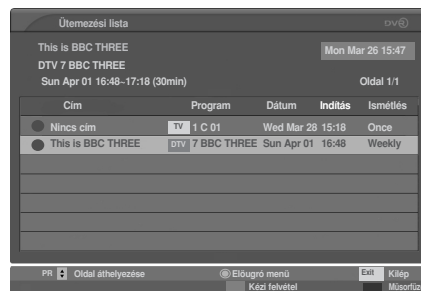 Ütemezési lista DV
This is BBC THREE Mon Mar 26 15:47
DTV 7 BBC THREE
Sun Apr 01 16:48~17:18 (30min) Oldal 1/1
Cím Program Dátum Indítás Ismétlés
Nincs cím TV 1 C 01 Wed Mar 28 15:18 Once
This is BBC THREE DTV 7 BBC THREE Sun Apr 01 16:48 Weekly
PR Oldal áthelyezése Előugró menü Exit Kilép
Kézi felvétel Műsorfüz